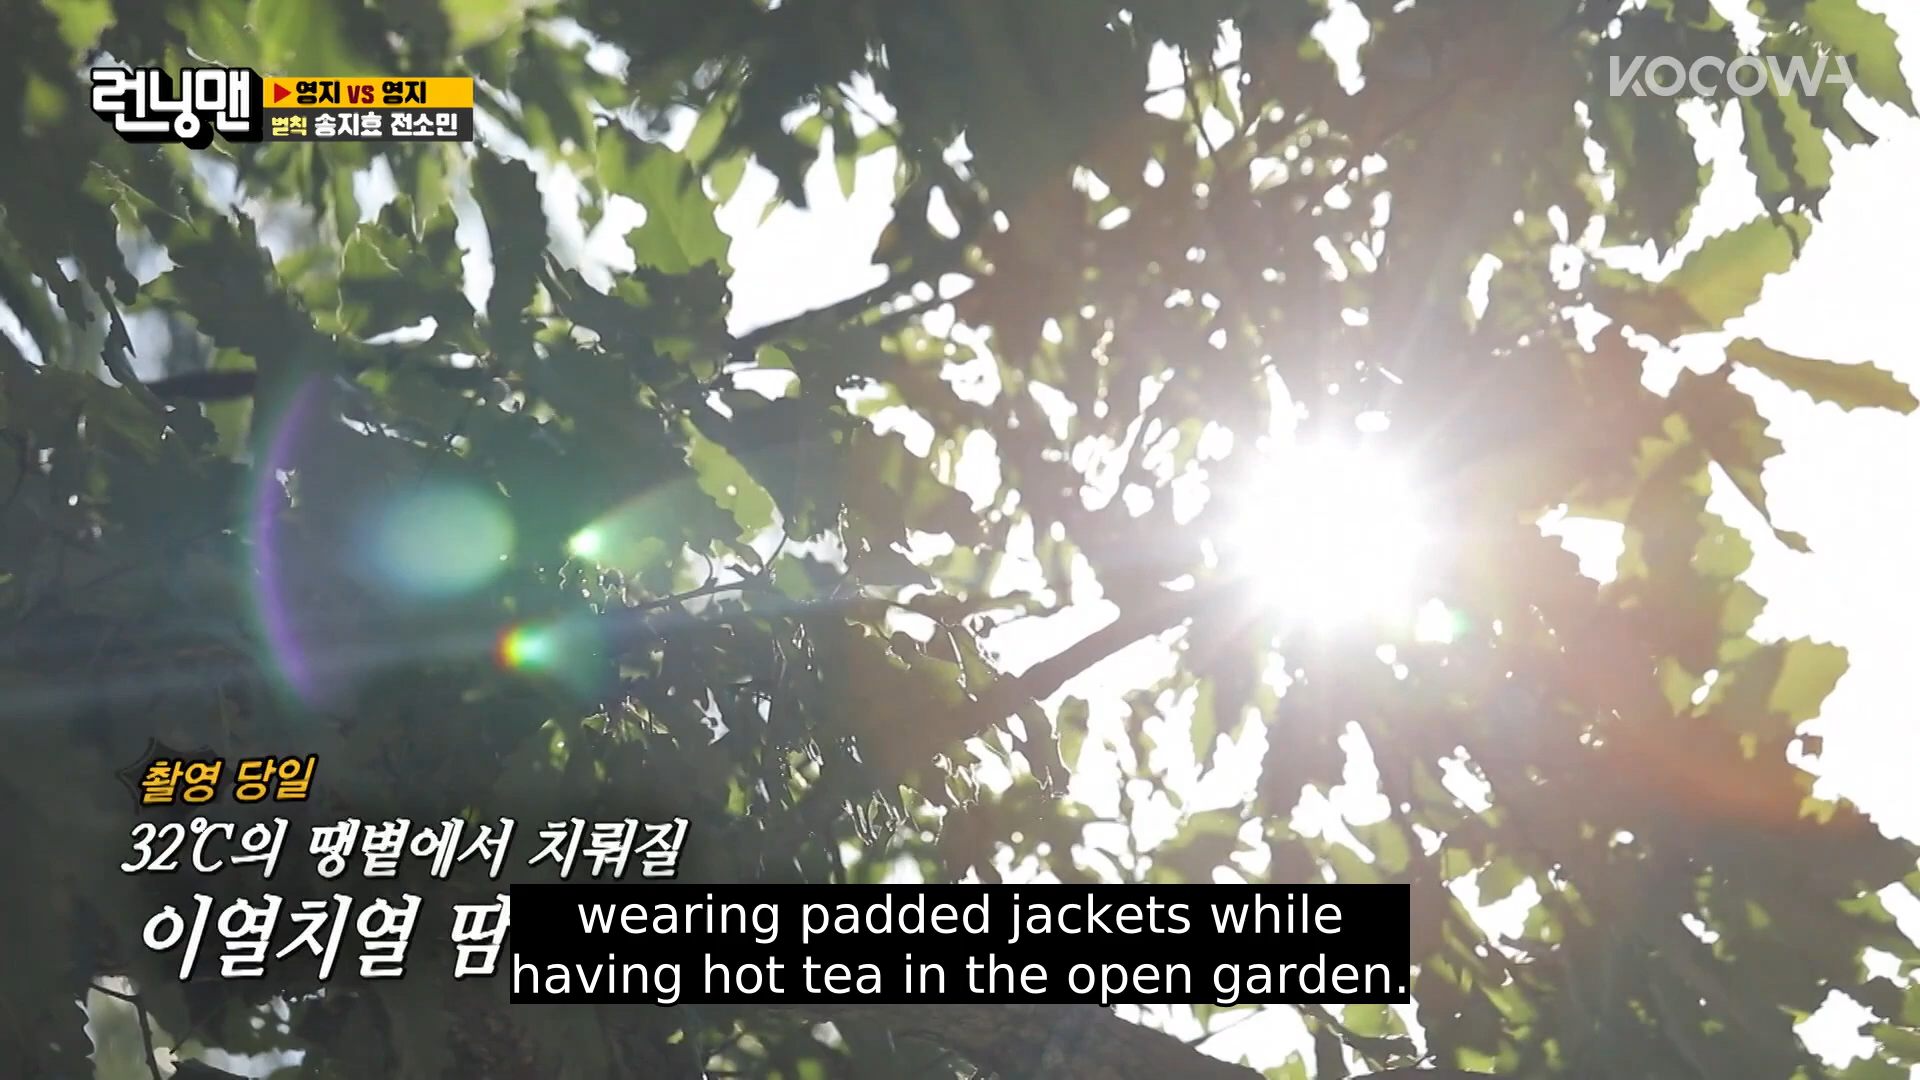 런닝맨
▶영지 vs 영지
벌칙 송지효 전소민
KOCOWA
촬영 당일
32℃의 땡볕에서 치뤄질
이열치열 땀
wearing padded jackets while
having hot tea in the open garden.